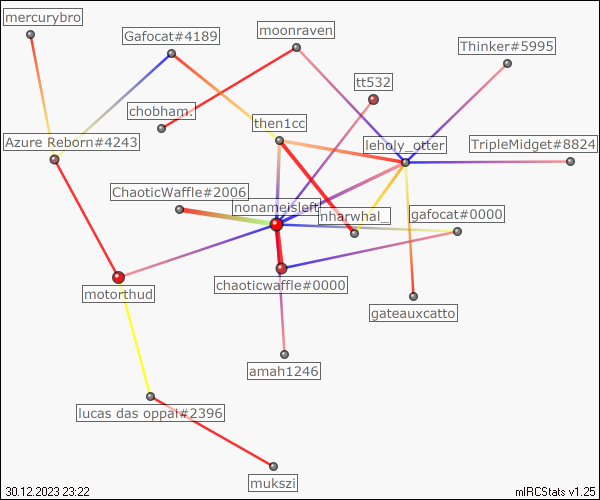 mercurybro
Gafocat#4189
moonraven
Thinker#5995
tt532
chobham.
then1cc
Azure Reborn#4243
leholy_otter
TripleMidget#8824
ChaoticWaffle#2006
nonameisleft
nharwhal_
gafocat#0000
chaoticwaffle#0000
motorthud
gateauxcatto
amah1246
lucas das oppai#2396
mukszi
30.12.2023 23:22
mIRCStats v1.25